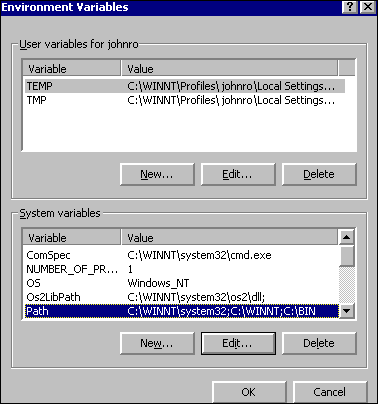 Environment Variables
User variables for johnro
Variable Value
TEMP C:\WINNT\Profiles\johnro\Local Settings...
TMP C:\WINNT\Profiles\johnro\Local Settings...
New... Edit... Delete
System variables
Variable Value
ComSpec C:\WINNT\system32\cmd.exe
NUMBER_OF_PR... 1
OS Windows_NT
Os2LibPath C:\WINNT\system32\os2\dll;
Path C:\WINNT\system32;C:\WINNT;C:\BIN
New... Edit... Delete
OK Cancel